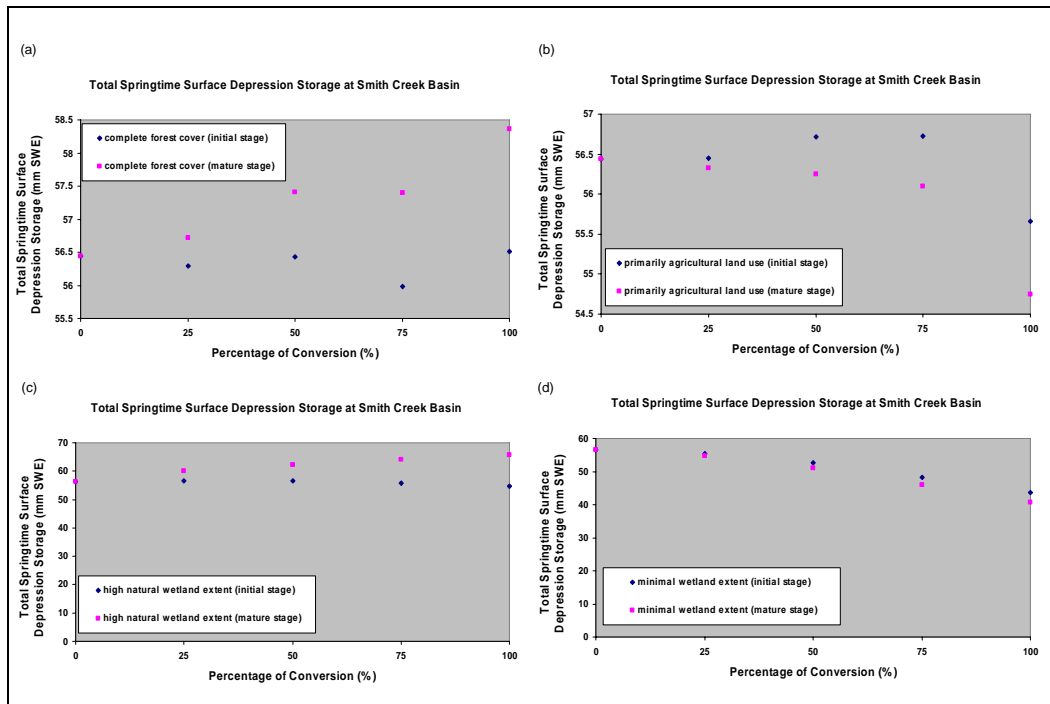 (a)
Total Springtime Surface Depression Storage at Smith Creek Basin
58.5
58
57.5
57
56.5
56
55.5
0
25
50
75
100
Total Springtime Surface
Depression Storage (mm SWE)
Percentage of Conversion (%)
complete forest cover (initial stage)
complete forest cover (mature stage)
(b)
Total Springtime Surface Depression Storage at Smith Creek Basin
57
56.5
56
55.5
55
54.5
0
25
50
75
100
Total Springtime Surface
Depression Storage (mm SWE)
Percentage of Conversion (%)
primarily agricultural land use (initial stage)
primarily agricultural land use (mature stage)
(c)
Total Springtime Surface Depression Storage at Smith Creek Basin
70
60
50
40
30
20
10
0
0
25
50
75
100
Total Springtime Surface
Depression Storage (mm SWE)
Percentage of Conversion (%)
high natural wetland extent (initial stage)
high natural wetland extent (mature stage)
(d)
Total Springtime Surface Depression Storage at Smith Creek Basin
60
50
40
30
20
10
0
0
25
50
75
100
Total Springtime Surface
Depression Storage (mm SWE)
Percentage of Conversion (%)
minimal wetland extent (initial stage)
minimal wetland extent (mature stage)